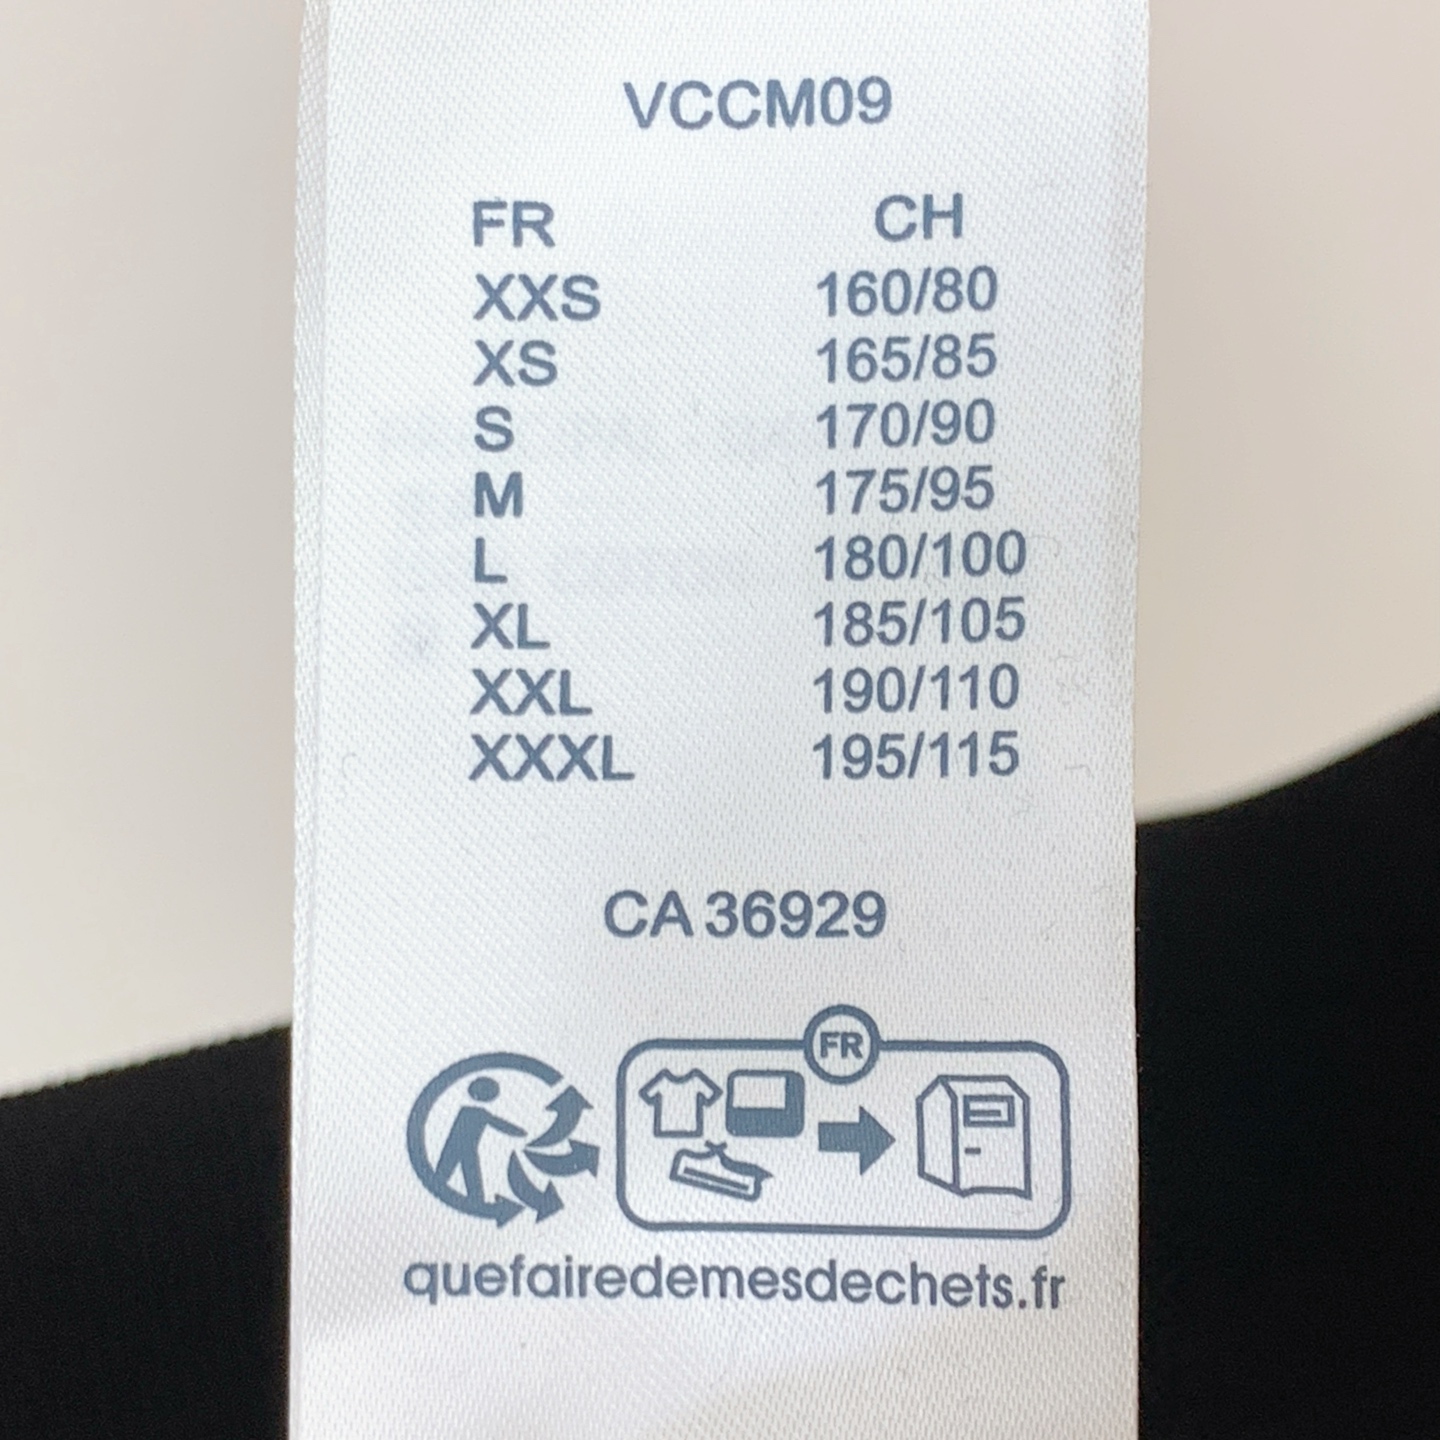 VCCM09
FR CH
XXS 160/80
XS 165/85
S 170/90
M 175/95
L 180/100
XL 185/105
XXL 190/110
XXXL 195/115
CA 36929
FR
quefairedemesdechets.fr